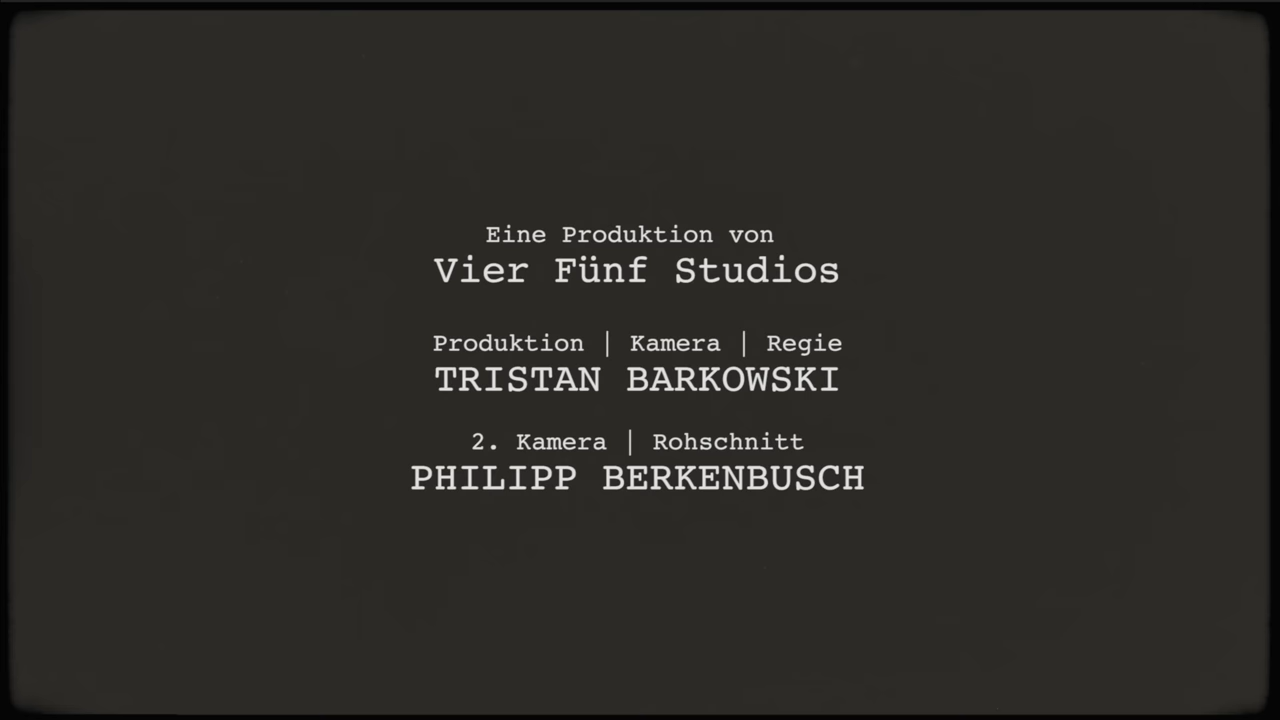 Eine Produktion von
Vier Fünf Studios
Produktion | Kamera | Regie
TRISTAN BARKOWSKI
2. Kamera | Rohschnitt
PHILIPP BERKENBUSCH